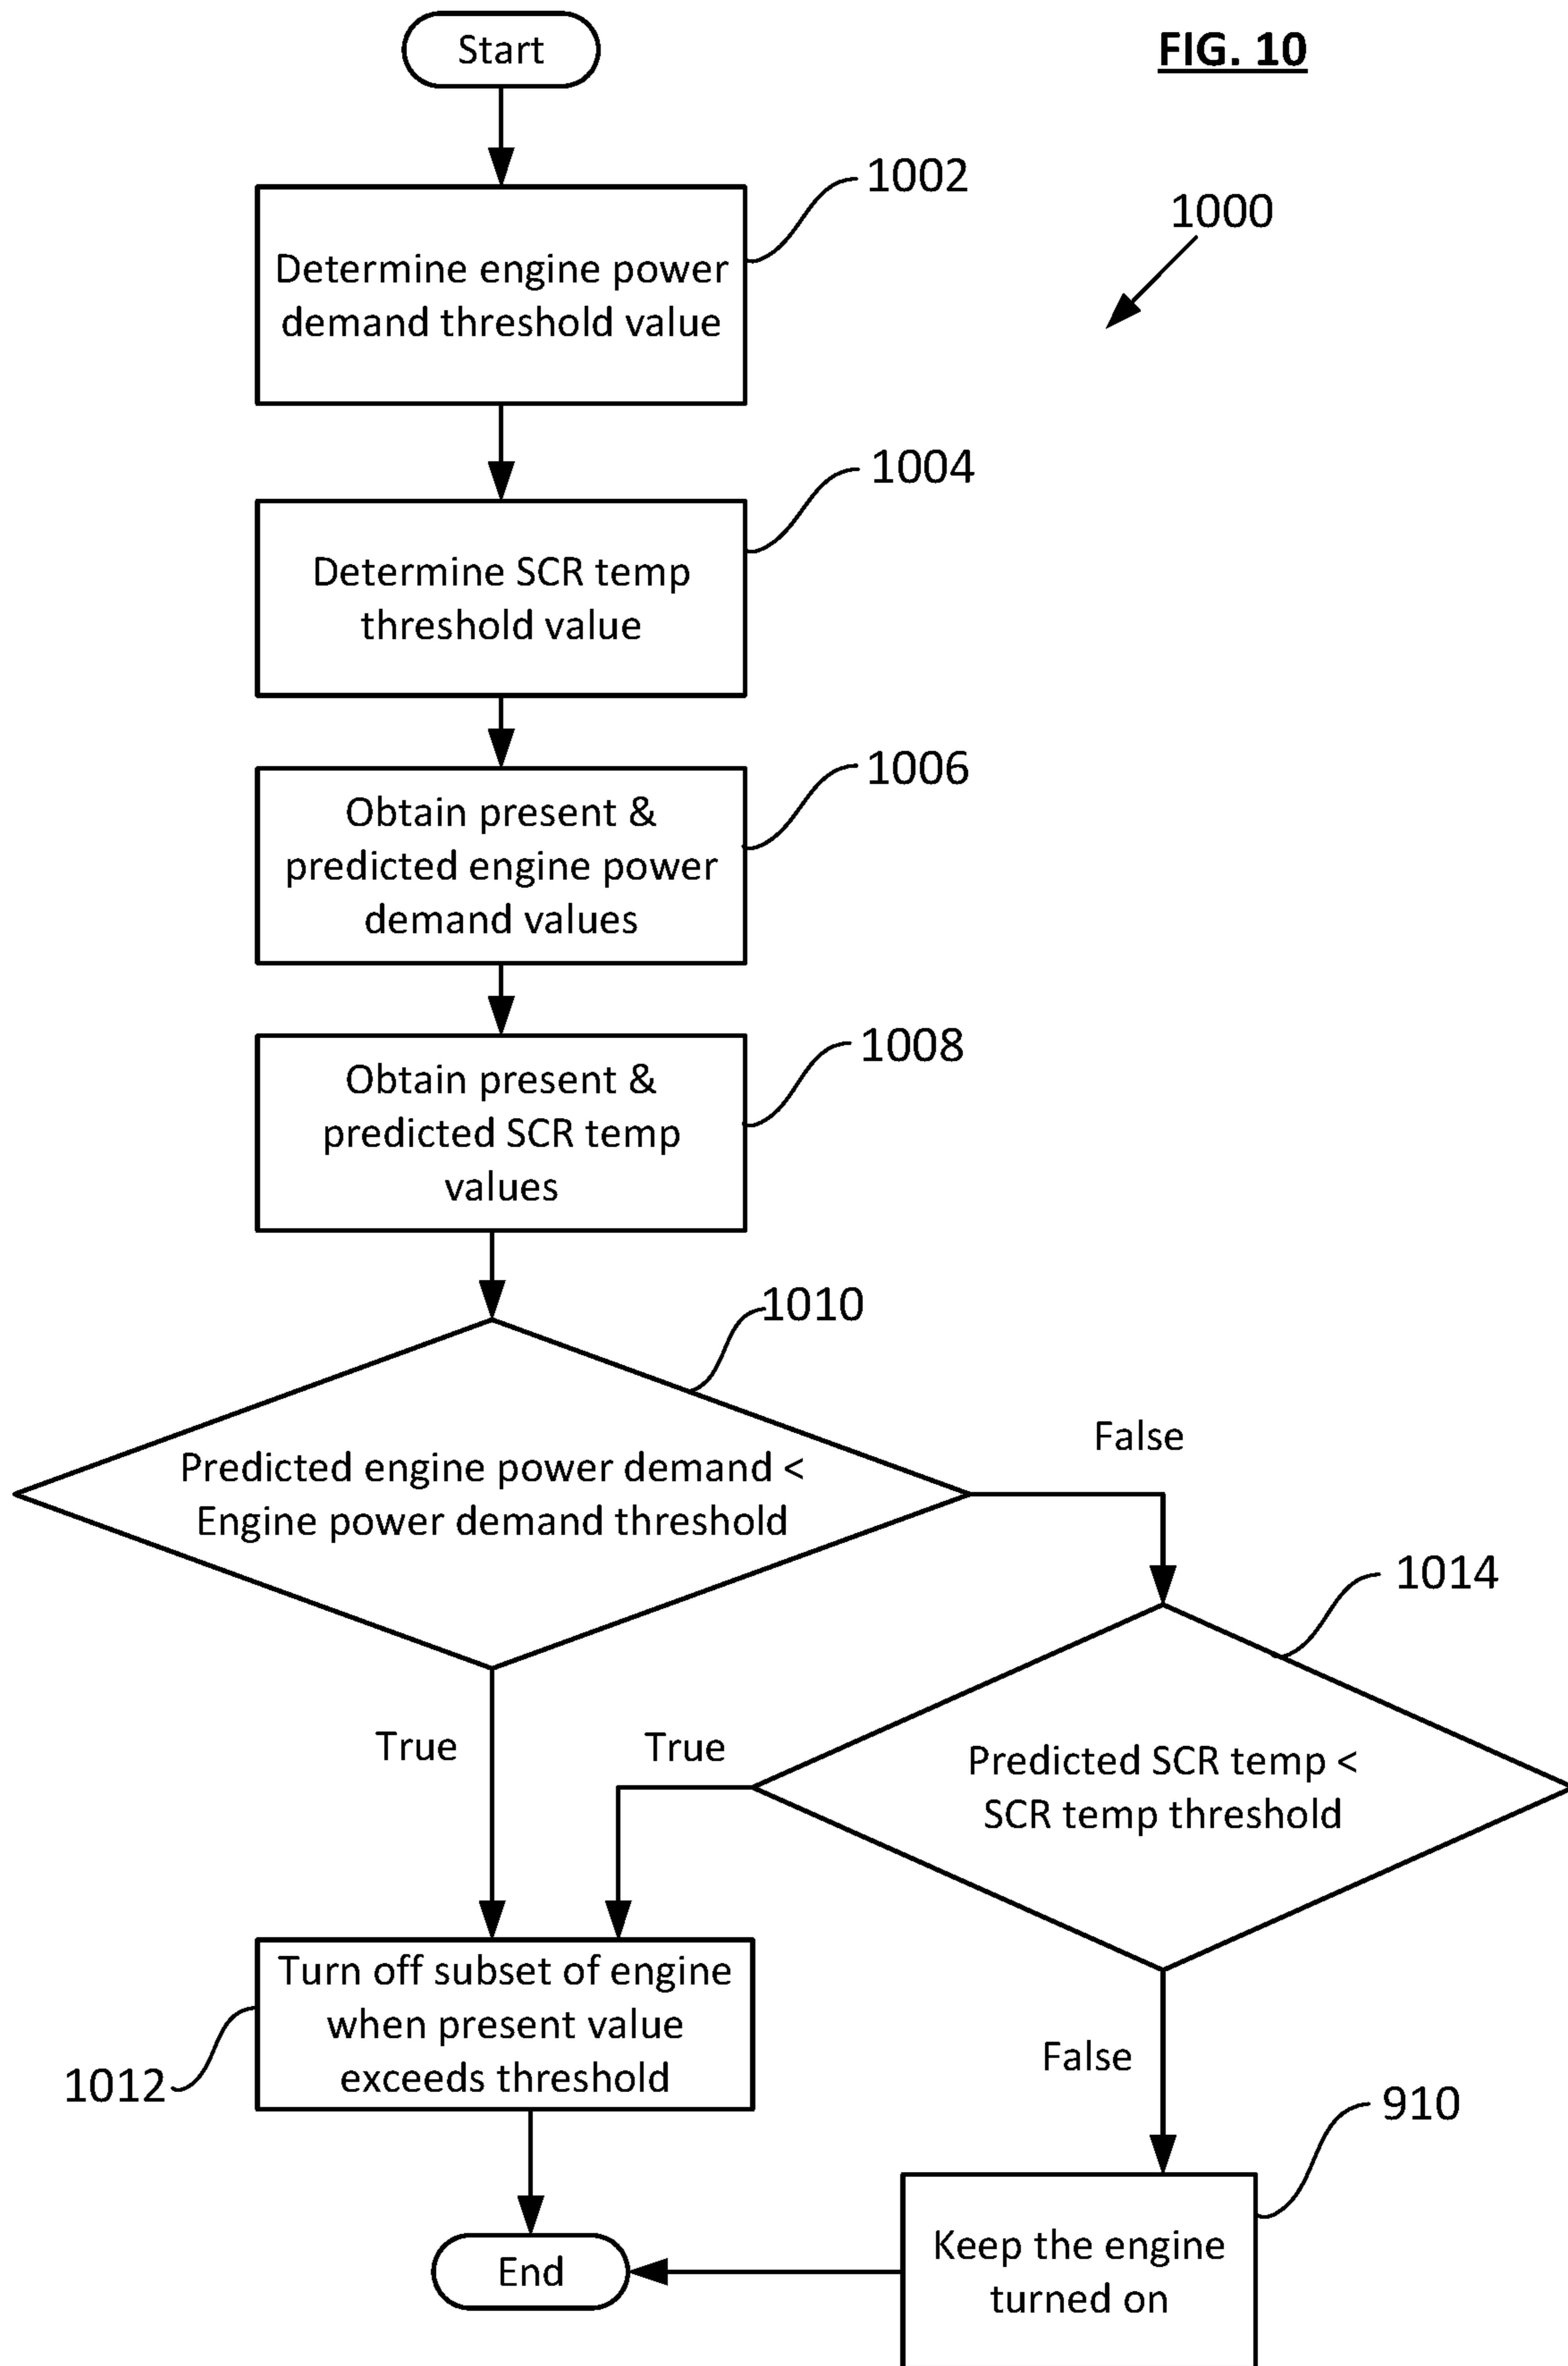 Start
FIG. 10
1002
1000
Determine engine power
demand threshold value
1004
Determine SCR temp
threshold value
1006
Obtain present &
predicted engine power
demand values
1008
Obtain present &
predicted SCR temp
values
1010
Predicted engine power demand <
Engine power demand threshold
False
1014
True
True
Predicted SCR temp <
SCR temp threshold
Turn off subset of engine
when present value
exceeds threshold
1012
False
910
Keep the engine
turned on
End